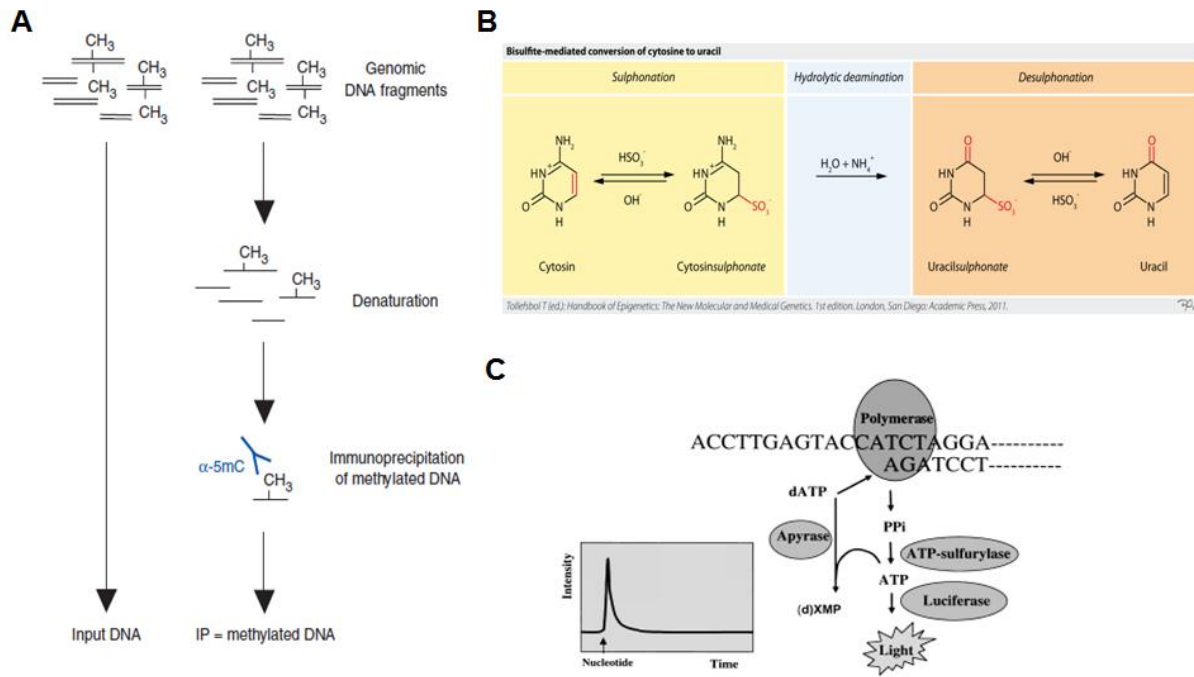 A
CH3
CH3
CH3
CH3
CH3
CH3
CH3
CH3
Genomic
DNA fragments
CH3
CH3
Denaturation
α-5mC
CH3
Immunoprecipitation
of methylated DNA
Input DNA
IP = methylated DNA
B
Bisulfite-mediated conversion of cytosine to uracil
Sulphonation
Hydrolytic deamination
Desulphonation
NH2
HN+
O
N
H
HSO3-
OH-
NH2
HN+
O
N
H
SO3-
H2O + NH4+
O
HN
O
N
H
SO3-
OH-
HSO3-
O
HN
O
N
H
Cytosin
Cytosinsulphonate
Uracilsulphonate
Uracil
Tollefsbol T (ed.): Handbook of Epigenetics: The New Molecular and Medical Genetics. 1st edition. London, San Diego: Academic Press, 2011.
C
Polymerase
ACCTTGAGTACCATCTAGGA----------
AGATCCT----------
dATP
PPi
Apyrase
ATP-sulfurylase
ATP
Luciferase
(d)XMP
Light
Intensity
Nucleotide
Time